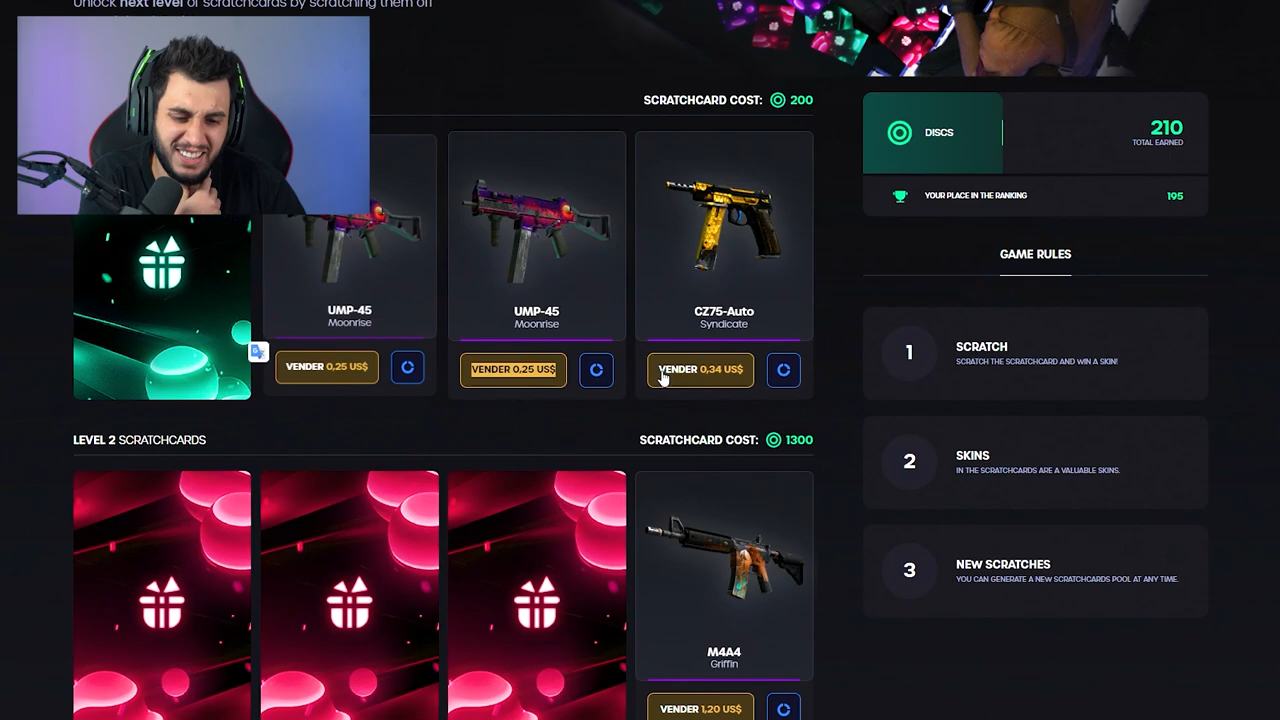 Unlock next level of scratchcards by scratching them off
SCRATCHCARD COST: 200
UMP-45
Moonrise
VENDER 0,25 US$
UMP-45
Moonrise
VENDER 0,25 US$
CZ75-Auto
Syndicate
VENDER 0,34 US$
LEVEL 2 SCRATCHCARDS
SCRATCHCARD COST: 1300
M4A4
Griffin
VENDER 1,20 US$
DISCS
210
TOTAL EARNED
YOUR PLACE IN THE RANKING
195
GAME RULES
1
SCRATCH
SCRATCH THE SCRATCHCARD AND WIN A SKIN!
2
SKINS
IN THE SCRATCHCARDS ARE A VALUABLE SKINS.
3
NEW SCRATCHES
YOU CAN GENERATE A NEW SCRATCHCARDS POOL AT ANY TIME.